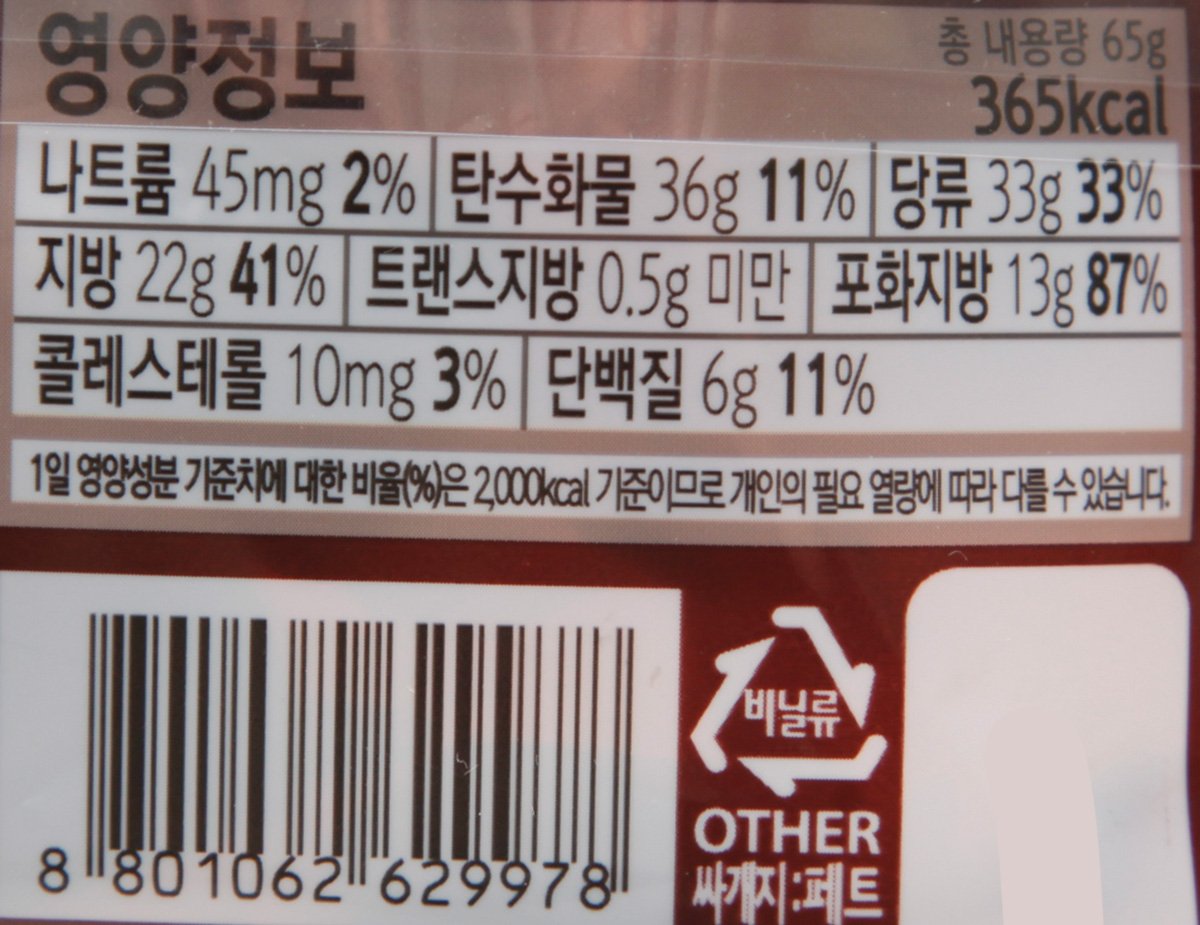 영양정보
총 내용량 65g
365kcal
나트륨 45mg 2% 탄수화물 36g 11% 당류 33g 33%
지방 22g 41% 트랜스지방 0.5g 미만 포화지방 13g 87%
콜레스테롤 10mg 3% 단백질 6g 11%
1일 영양성분 기준치에 대한 비율(%)은 2,000kcal 기준이므로 개인의 필요 열량에 따라 다를 수 있습니다.
비닐류
OTHER
싸개지:페트
8 801062 629978